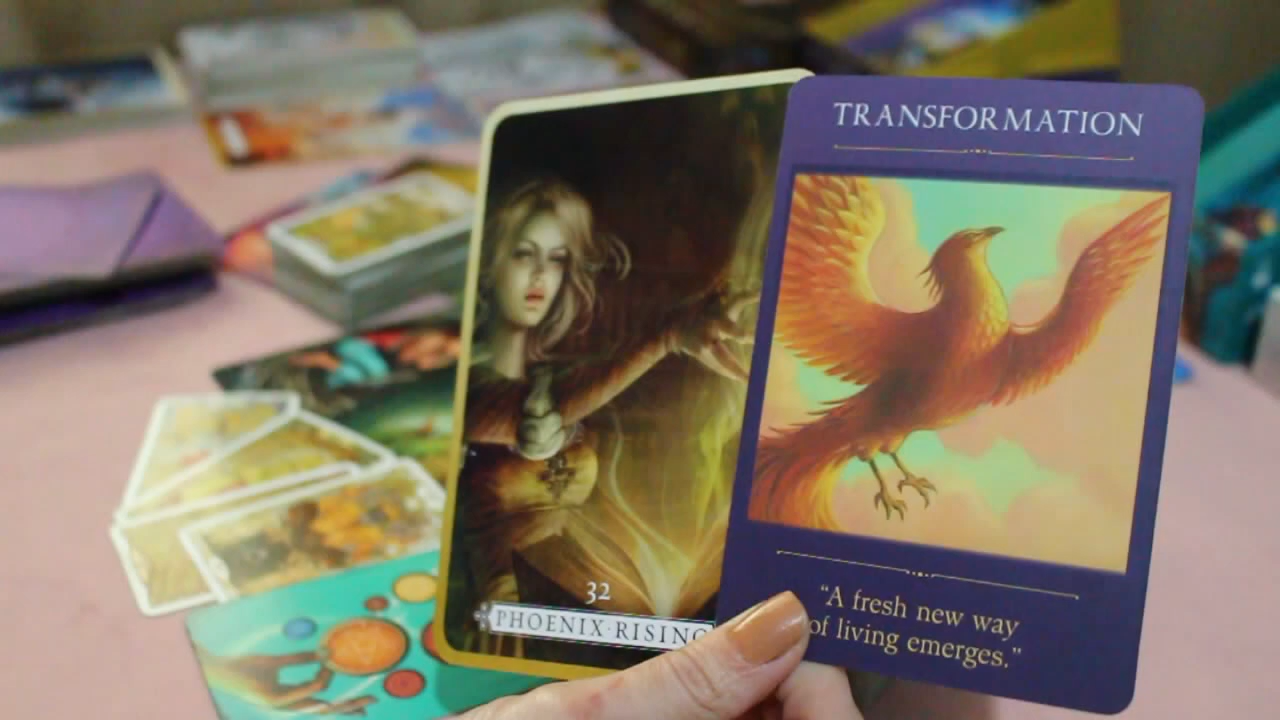 TRANSFORMATION
"A fresh new way
of living emerges."
32
PHOENIX·RISING